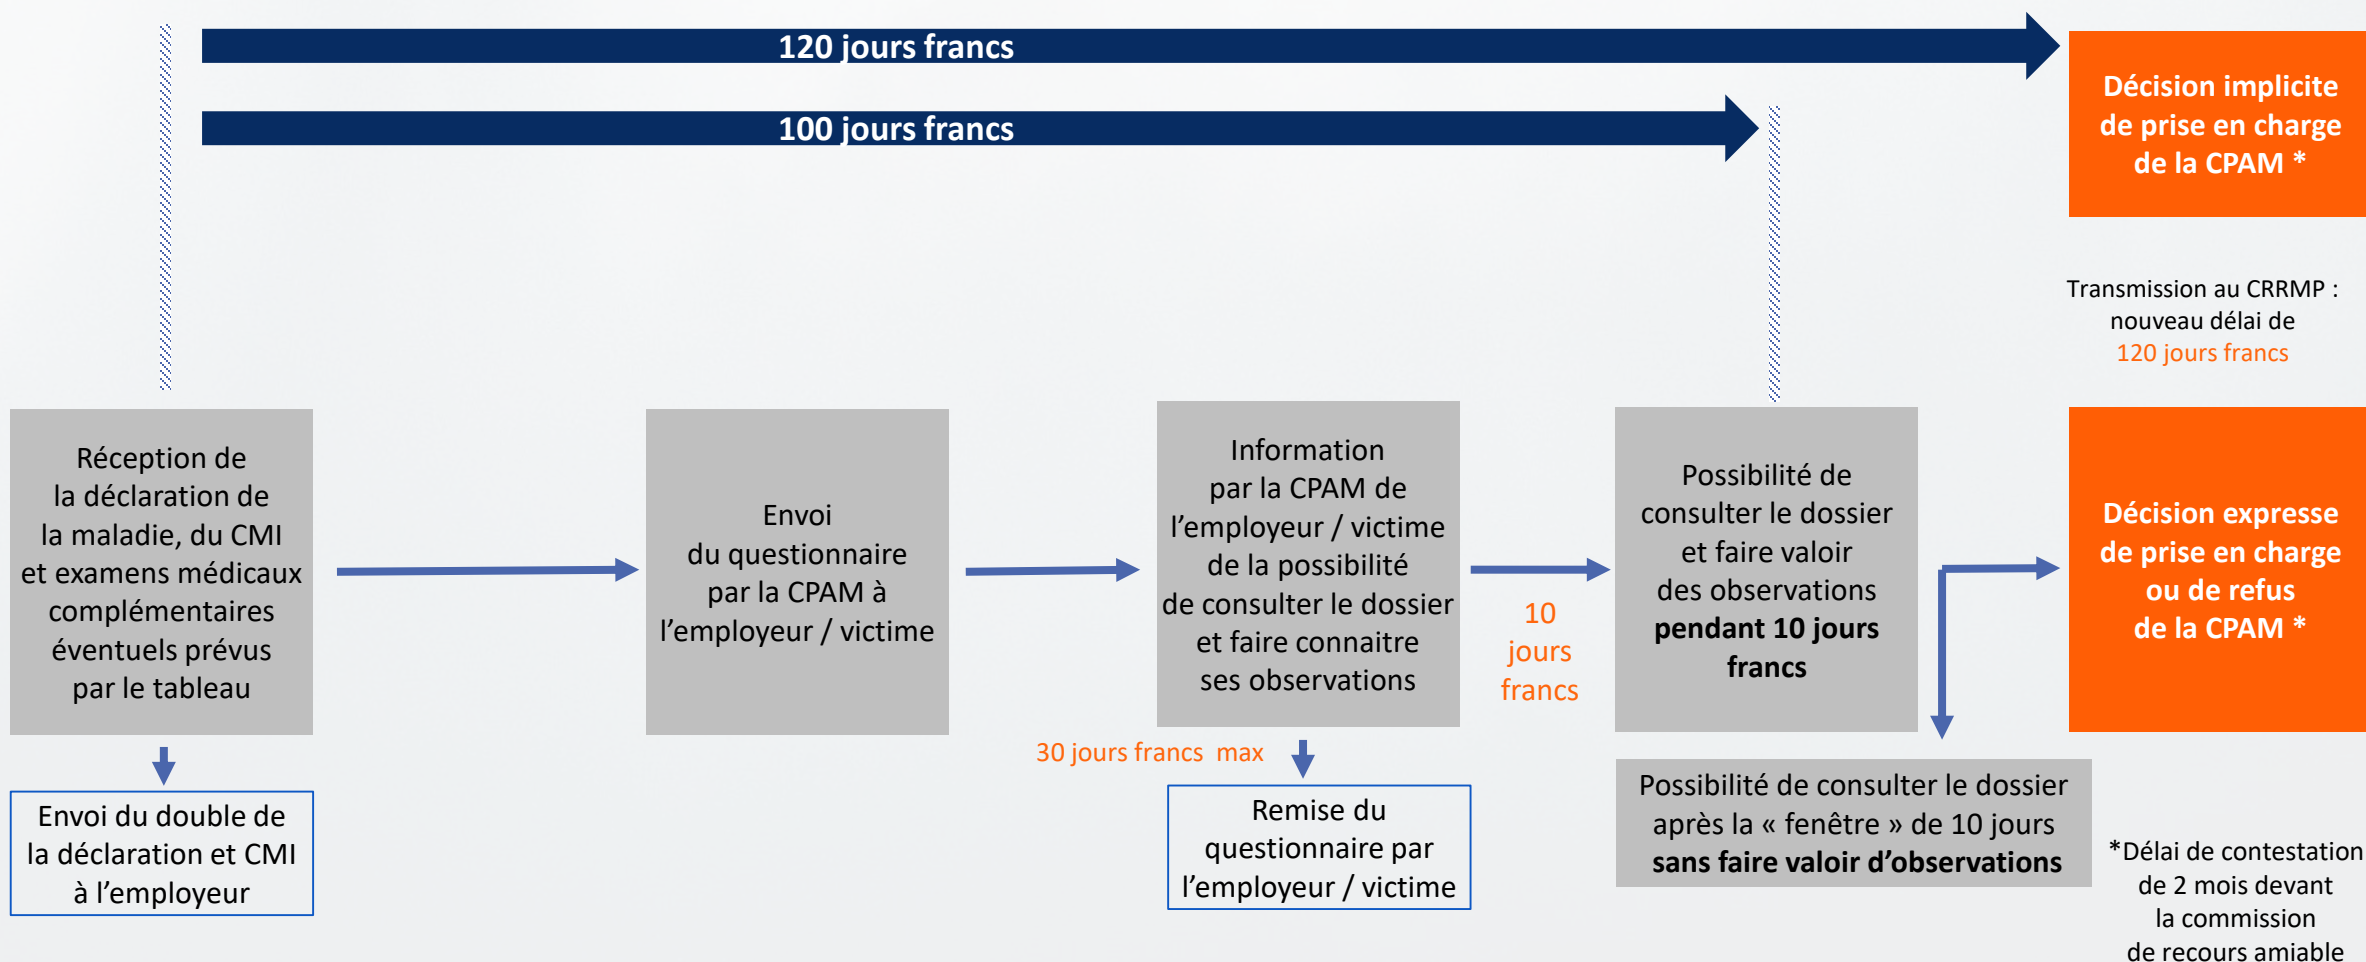 120 jours francs
100 jours francs
Décision implicite
de prise en charge
de la CPAM *
Transmission au CRRMP :
nouveau délai de
120 jours francs
Réception de
la déclaration de
la maladie, du CMI
et examens médicaux
complémentaires
éventuels prévus
par le tableau
Envoi
du questionnaire
par la CPAM à
l’employeur / victime
Information
par la CPAM de
l’employeur / victime
de la possibilité
de consulter le dossier
et faire connaitre
ses observations
10
jours
francs
Possibilité de
consulter le dossier
et faire valoir
des observations
pendant 10 jours
francs
Décision expresse
de prise en charge
ou de refus
de la CPAM *
Envoi du double de
la déclaration et CMI
à l’employeur
30 jours francs max
Remise du
questionnaire par
l’employeur / victime
Possibilité de consulter le dossier
après la « fenêtre » de 10 jours
sans faire valoir d’observations
*Délai de contestation
de 2 mois devant
la commission
de recours amiable